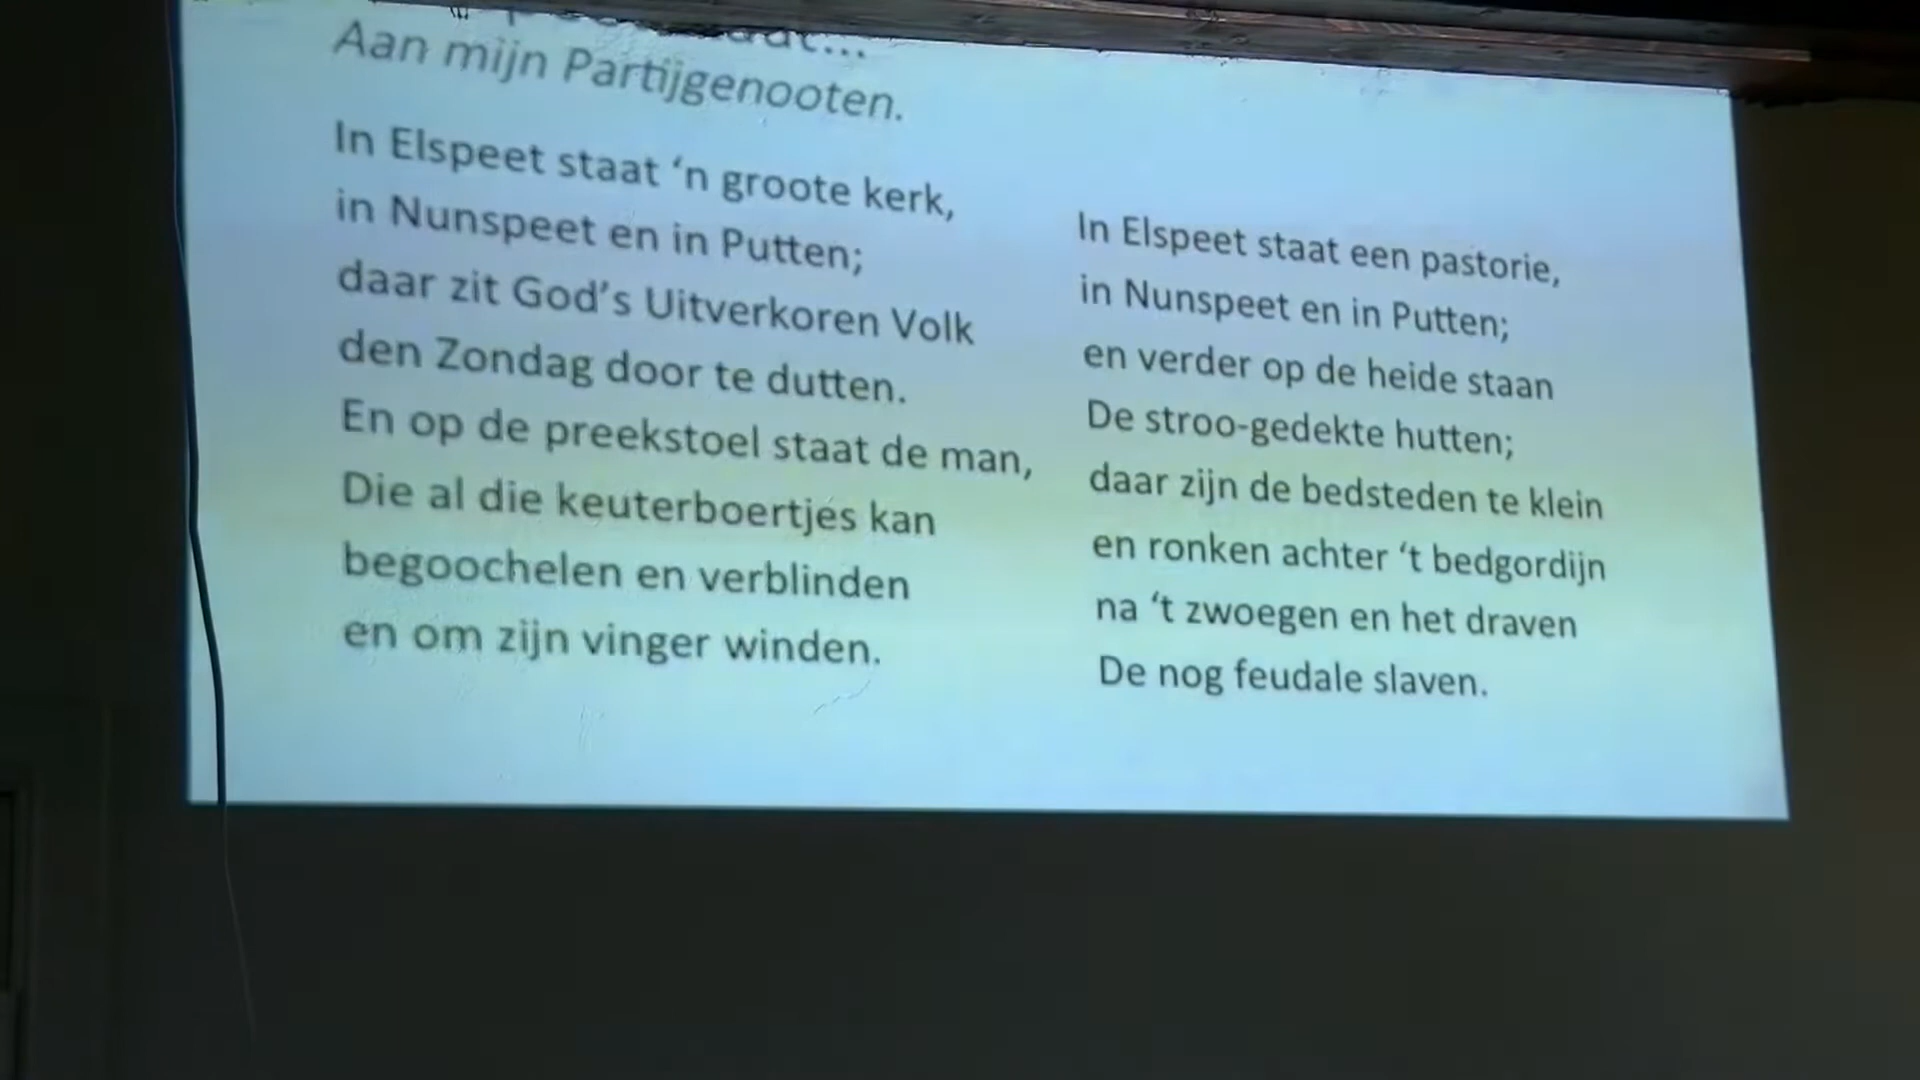 Aan mijn Partijgenooten.
In Elspeet staat ‘n groote kerk,
in Nunspeet en in Putten;
daar zit God’s Uitverkoren Volk
den Zondag door te dutten.
En op de preekstoel staat de man,
Die al die keuterboertjes kan
begoochelen en verblinden
en om zijn vinger winden.
In Elspeet staat een pastorie,
in Nunspeet en in Putten;
en verder op de heide staan
De stroo-gedekte hutten;
daar zijn de bedsteden te klein
en ronken achter ‘t bedgordijn
na ‘t zwoegen en het draven
De nog feudale slaven.